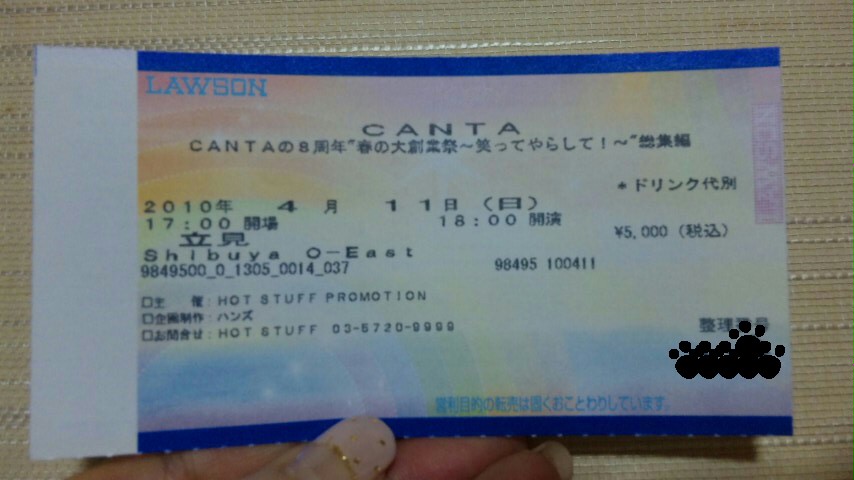 LAWSON
CANTA
CANTAの8周年"春の大創業祭～笑ってやらして！～"総集編
*ドリンク代別
2010年 4月 11日（日）
17:00 開場 18:00 開演
立見 ¥5,000（税込）
Shibuya O-East
9849500_0_1305_0014_037 98495 100411
□主 催：HOT STUFF PROMOTION
□企画制作：ハンズ
□お問合せ：HOT STUFF 03-5720-9999
整理番号
営利目的の転売は固くおことわりしています。